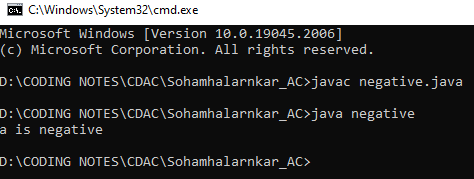 C:\Windows\System32\cmd.exe
Microsoft Windows [Version 10.0.19045.2006]
(c) Microsoft Corporation. All rights reserved.
D:\CODING NOTES\CDAC\Sohamhalarnkar_AC>javac negative.java
D:\CODING NOTES\CDAC\Sohamhalarnkar_AC>java negative
a is negative
D:\CODING NOTES\CDAC\Sohamhalarnkar_AC>